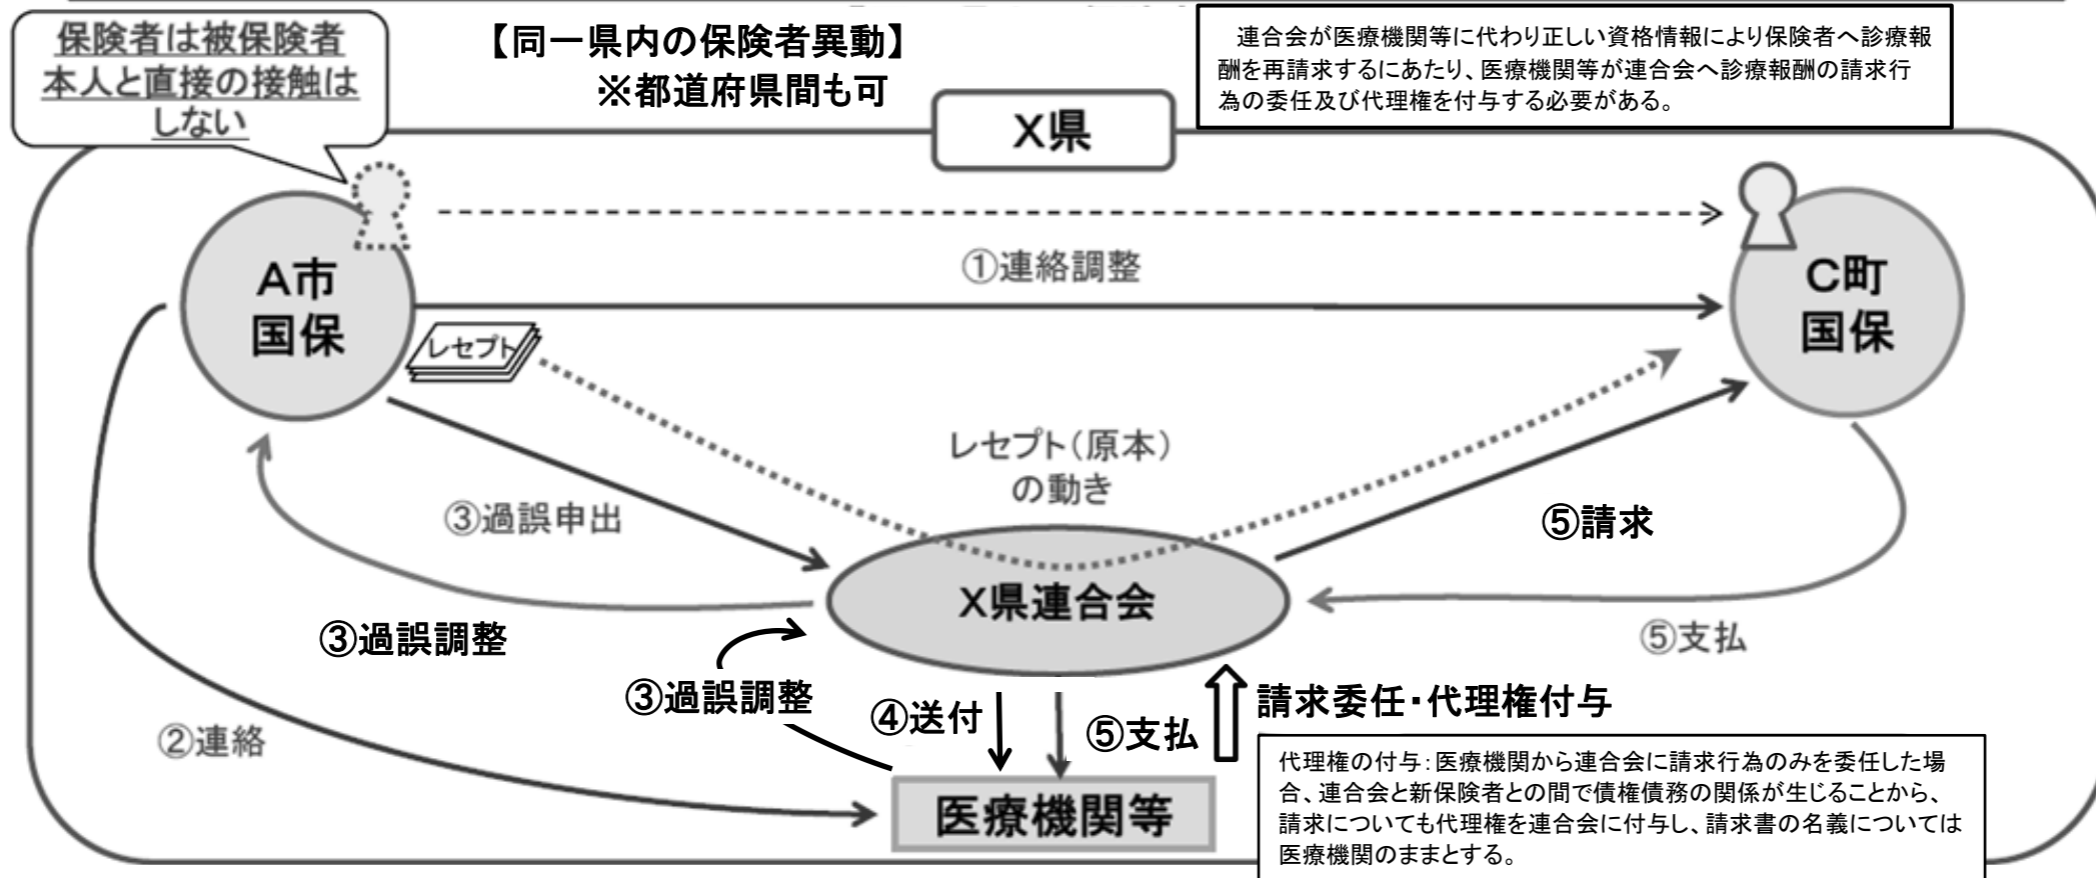 保険者は被保険者
本人と直接の接触は
しない
【同一県内の保険者異動】
※都道府県間も可
連合会が医療機関等に代わり正しい資格情報により保険者へ診療報
酬を再請求するにあたり、医療機関等が連合会へ診療報酬の請求行
為の委任及び代理権を付与する必要がある。
X県
A市
国保
C町
国保
①連絡調整
レセプト
レセプト（原本）
の動き
③過誤申出
⑤請求
X県連合会
③過誤調整
⑤支払
③過誤調整
④送付
⑤支払
請求委任・代理権付与
②連絡
医療機関等
代理権の付与：医療機関から連合会に請求行為のみを委任した場
合、連合会と新保険者との間で債権債務の関係が生じることから、
請求についても代理権を連合会に付与し、請求書の名義については
医療機関のままとする。